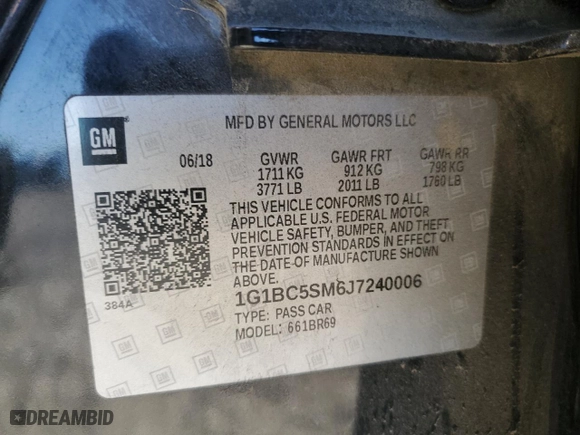 GM
MFD BY GENERAL MOTORS LLC
06/18 GVWR GAWR FRT GAWR RR
1711 KG 912 KG 798 KG
3771 LB 2011 LB 1760 LB
THIS VEHICLE CONFORMS TO ALL
APPLICABLE U.S. FEDERAL MOTOR
VEHICLE SAFETY, BUMPER, AND THEFT
PREVENTION STANDARDS IN EFFECT ON
THE DATE OF MANUFACTURE SHOWN
ABOVE.
384A
1G1BC5SM6J7240006
TYPE: PASS CAR
MODEL: 661BR69
DREAMBID